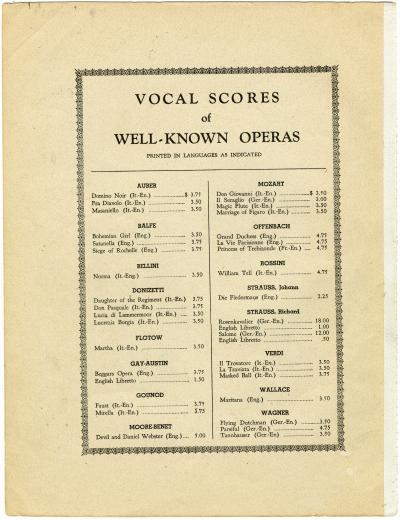 VOCAL SCORES
of
WELL-KNOWN OPERAS
PRINTED IN LANGUAGES AS INDICATED
AUBER
Domino Noir (It.-En.) $ 3.75
Fra Diavolo (It.-En.) 3.50
Masaniello (It.-En.) 3.50
BALFE
Bohemian Girl (Eng.) 3.50
Satanella (Eng.) 5.75
Siege of Rochelle (Eng.) 5.75
BELLINI
Norma (It.-Eng.) 3.50
DONIZETTI
Daughter of the Regiment (It.-En.) 3.75
Don Pasquale (It.-En.) 3.75
Lucia di Lammermoor (It.-En.) 3.50
Lucrezia Borgia (It.-En.) 3.50
FLOTOW
Martha (It.-En.) 3.50
GAY-AUSTIN
Beggars Opera (Eng.) 3.75
English Libretto 1.50
GOUNOD
Faust (It.-En.) 3.75
Mirella (It.-En.) 5.75
MOORE-BENET
Devil and Daniel Webster (Eng.) 5.00
MOZART
Don Giovanni (It.-En.) $ 3.50
Il Seraglio (Ger.-En.) 3.00
Magic Flute (It.-En.) 3.50
Marriage of Figaro (It.-En.) 3.50
OFFENBACH
Grand Duchess (Eng.) 4.75
La Vie Parisienne (Eng.) 4.75
Princess of Trebizonde (Fr.-En.) 4.75
ROSSINI
William Tell (It.-En.) 4.75
STRAUSS, Johann
Die Fledermaus (Eng.) 2.25
STRAUSS, Richard
Rosenkavalier (Ger.-En.) 18.00
English Libretto 1.00
Salome (Ger.-En.) 12.00
English Libretto .50
VERDI
Il Trovatore (It.-En.) 3.50
La Traviata (It.-En.) 3.50
Masked Ball (It.-En.) 3.75
WALLACE
Maritana (Eng.) 3.50
WAGNER
Flying Dutchman (Ger.-En.) 3.50
Parsifal (Ger.-En.) 4.75
Tannhauser (Ger.-En.) 3.50